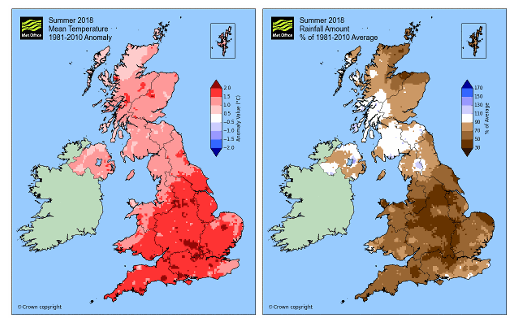 Met Office
Summer 2018
Mean Temperature
1981-2010 Anomaly
2.0
1.5
1.0
0.5
-0.5
-1.0
-1.5
-2.0
Anomaly Value (°C)
© Crown copyright
Met Office
Summer 2018
Rainfall Amount
% of 1981-2010 Average
170
150
130
110
90
70
50
30
% of Average
© Crown copyright